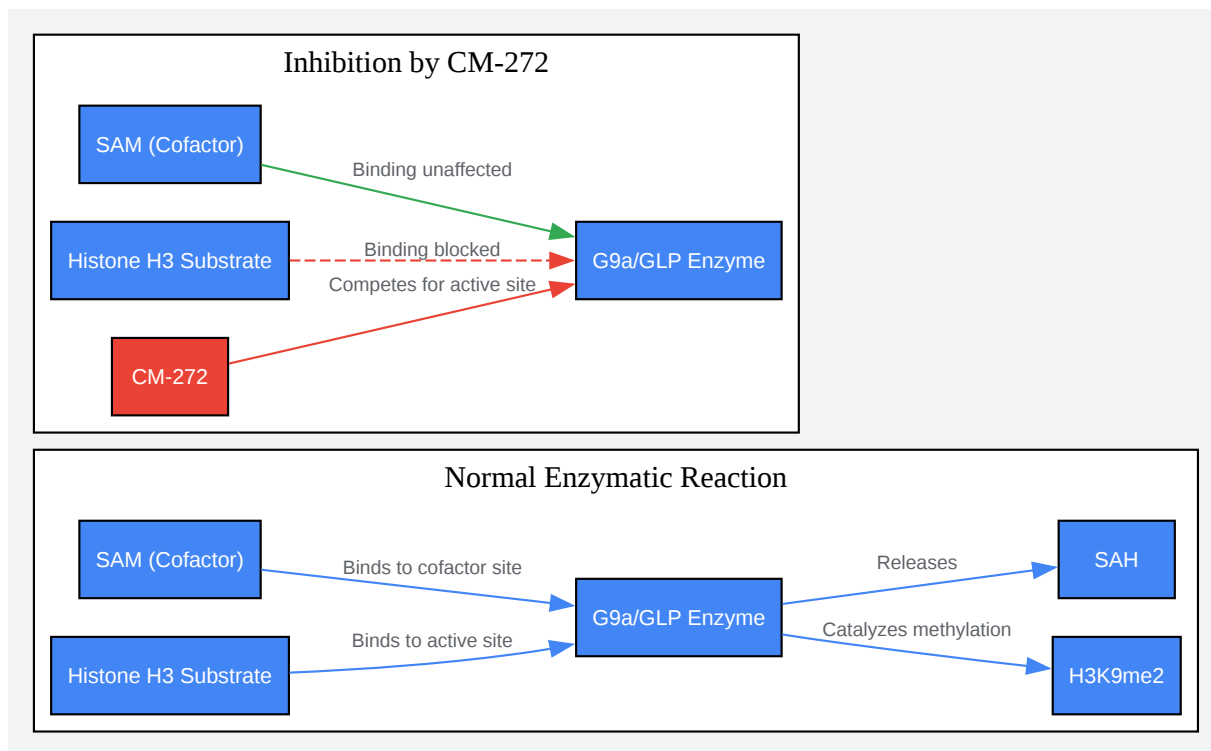 Inhibition by CM-272
SAM (Cofactor)
Binding unaffected
Histone H3 Substrate
Binding blocked
G9a/GLP Enzyme
Competes for active site
CM-272
Normal Enzymatic Reaction
SAM (Cofactor)
Binds to cofactor site
Releases
SAH
G9a/GLP Enzyme
Histone H3 Substrate
Binds to active site
Catalyzes methylation
H3K9me2